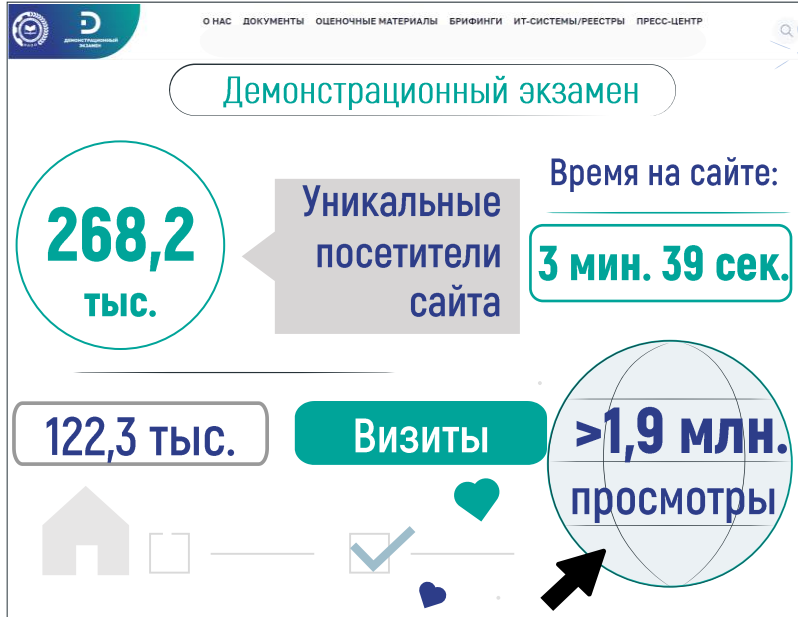 О НАС ДОКУМЕНТЫ ОЦЕНОЧНЫЕ МАТЕРИАЛЫ БРИФИНГИ ИТ-СИСТЕМЫ/РЕЕСТРЫ ПРЕСС-ЦЕНТР
ДЕМОНСТРАЦИОННЫЙ
ЭКЗАМЕН
Демонстрационный экзамен
268,2
тыс.
Уникальные
посетители
сайта
Время на сайте:
3 мин. 39 сек.
122,3 тыс.
Визиты
>1,9 млн.
просмотры